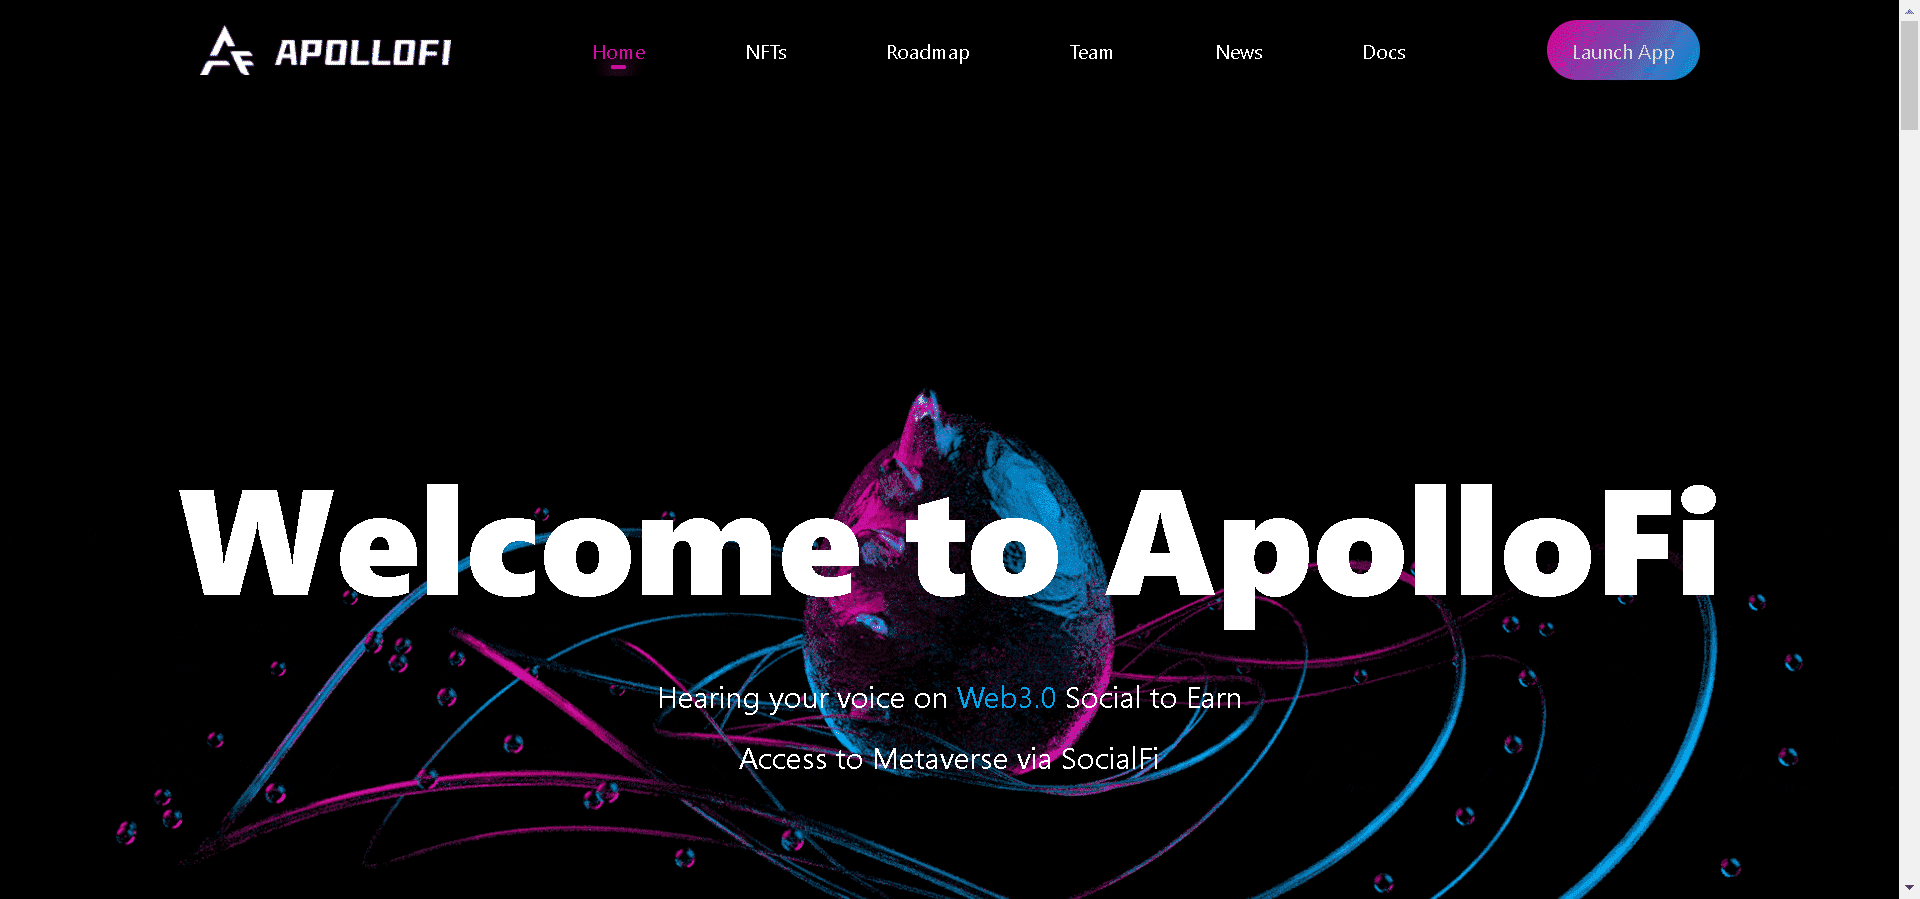 APOLLOFI
Home NFTs Roadmap Team News Docs Launch App
Welcome to ApolloFi
Hearing your voice on Web3.0 Social to Earn
Access to Metaverse via SocialFi